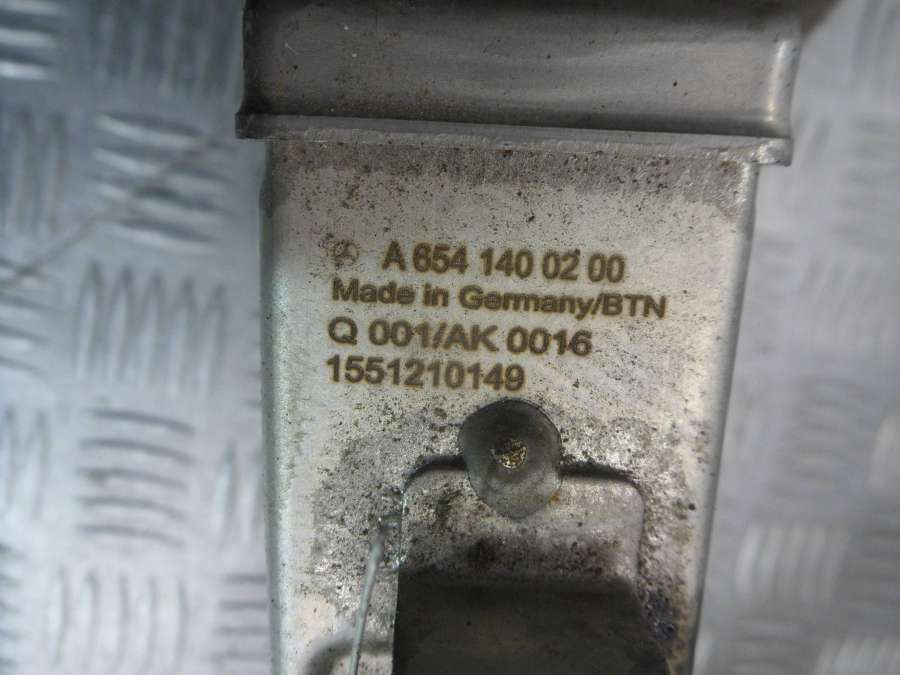 A 654 140 02 00
Made in Germany/BTN
Q 001/AK 0016
1551210149